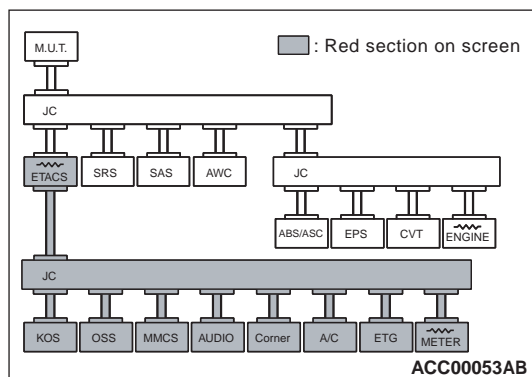 M.U.T.
: Red section on screen
JC
ETACS
SRS
SAS
AWC
JC
ABS/ASC
EPS
CVT
ENGINE
JC
KOS
OSS
MMCS
AUDIO
Corner
A/C
ETG
METER
ACC00053AB